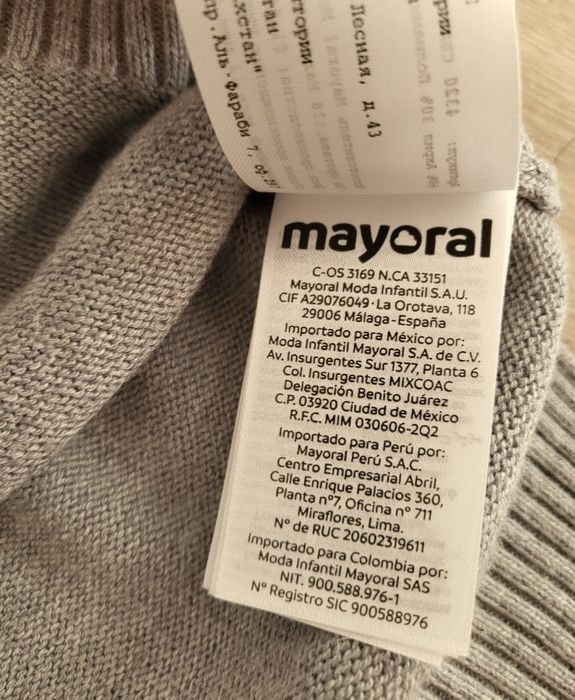 Лесная, д.43
пр.Аль-Фараби 7,
mayoral
C-OS 3169 N.CA 33151
Mayoral Moda Infantil S.A.U.
CIF A29076049·La Orotava, 118
29006 Málaga-España
Importado para México por:
Moda Infantil Mayoral S.A. de C.V.
Av. Insurgentes Sur 1377, Planta 6
Col. Insurgentes MIXCOAC
Delegación Benito Juárez
C.P. 03920 Ciudad de México
R.F.C. MIM 030606-2Q2
Importado para Perú por:
Mayoral Perú S.A.C.
Centro Empresarial Abril,
Calle Enrique Palacios 360,
Planta nº7, Oficina nº 711
Miraflores, Lima.
Nº de RUC 20602319611
Importado para Colombia por:
Moda Infantil Mayoral SAS
NIT. 900.588.976-1
Nº Registro SIC 900588976